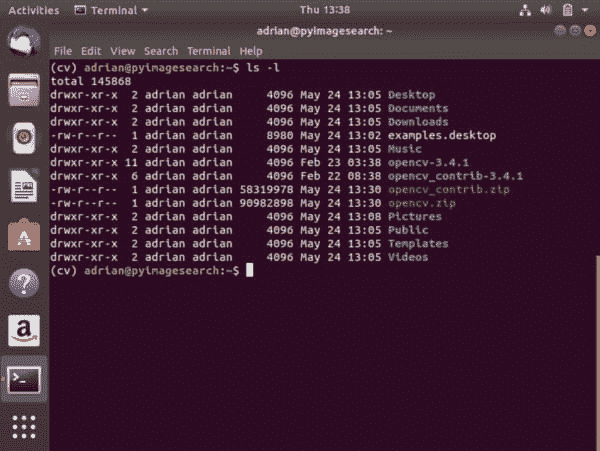 Activities Terminal Thu 13:38
adrian@pyimagesearch: ~
File Edit View Search Terminal Help
(cv) adrian@pyimagesearch:~$ ls -l
total 145868
drwxr-xr-x 2 adrian adrian 4096 May 24 13:05 Desktop
drwxr-xr-x 2 adrian adrian 4096 May 24 13:05 Documents
drwxr-xr-x 2 adrian adrian 4096 May 24 13:05 Downloads
-rw-r--r-- 1 adrian adrian 8980 May 24 13:02 examples.desktop
drwxr-xr-x 2 adrian adrian 4096 May 24 13:05 Music
drwxr-xr-x 11 adrian adrian 4096 Feb 23 03:38 opencv-3.4.1
drwxr-xr-x 6 adrian adrian 4096 Feb 22 08:38 opencv_contrib-3.4.1
-rw-r--r-- 1 adrian adrian 58319978 May 24 13:30 opencv_contrib.zip
-rw-r--r-- 1 adrian adrian 90982898 May 24 13:30 opencv.zip
drwxr-xr-x 2 adrian adrian 4096 May 24 13:08 Pictures
drwxr-xr-x 2 adrian adrian 4096 May 24 13:05 Public
drwxr-xr-x 2 adrian adrian 4096 May 24 13:05 Templates
drwxr-xr-x 2 adrian adrian 4096 May 24 13:05 Videos
(cv) adrian@pyimagesearch:~$